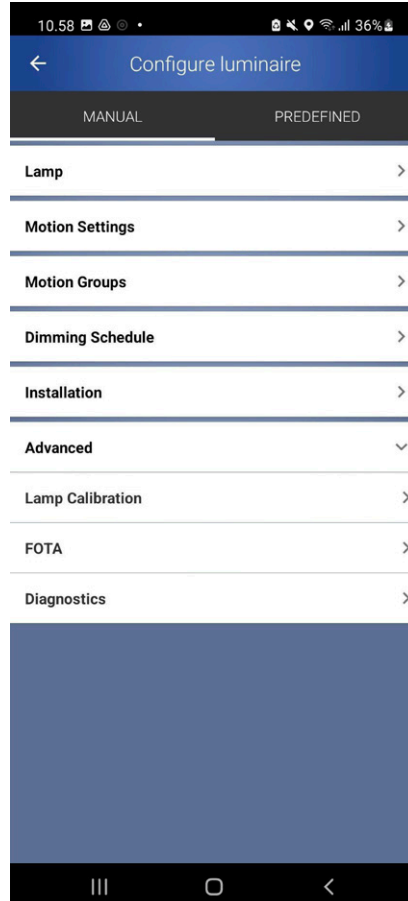 10.58 36%
Configure luminaire
MANUAL PREDEFINED
Lamp
Motion Settings
Motion Groups
Dimming Schedule
Installation
Advanced
Lamp Calibration
FOTA
Diagnostics